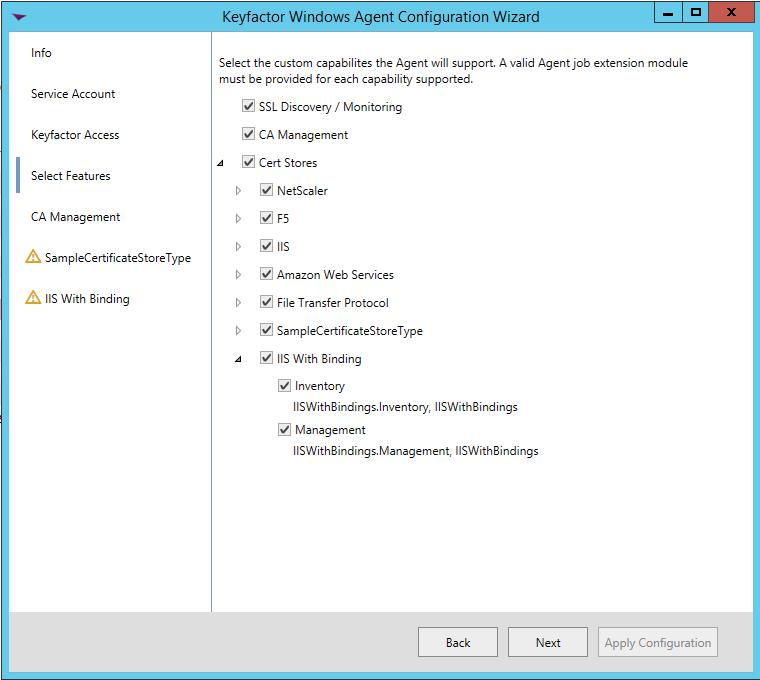 Keyfactor Windows Agent Configuration Wizard
Info
Service Account
Keyfactor Access
Select Features
CA Management
SampleCertificateStoreType
IIS With Binding
Select the custom capabilites the Agent will support. A valid Agent job extension module
must be provided for each capability supported.
SSL Discovery / Monitoring
CA Management
Cert Stores
NetScaler
F5
IIS
Amazon Web Services
File Transfer Protocol
SampleCertificateStoreType
IIS With Binding
Inventory
IISWithBindings.Inventory, IISWithBindings
Management
IISWithBindings.Management, IISWithBindings
Back
Next
Apply Configuration